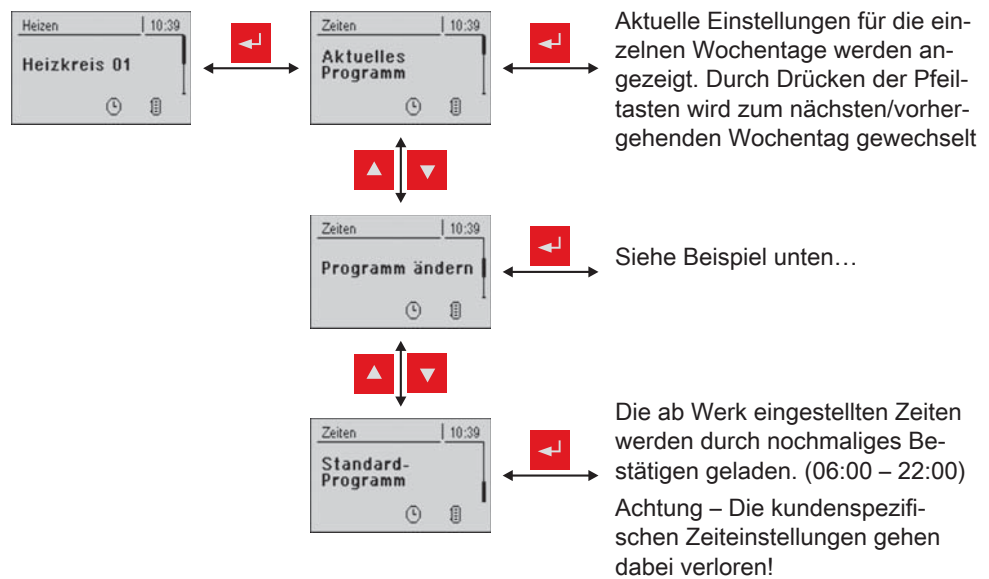 Heizen 10:39
Heizkreis 01
Zeiten 10:39
Aktuelles
Programm
Aktuelle Einstellungen für die ein-
zelnen Wochentage werden an-
gezeigt. Durch Drücken der Pfeil-
tasten wird zum nächsten/vorher-
gehenden Wochentag gewechselt
Zeiten 10:39
Programm ändern
Siehe Beispiel unten…
Zeiten 10:39
Standard-
Programm
Die ab Werk eingestellten Zeiten
werden durch nochmaliges Be-
stätigen geladen. (06:00 – 22:00)
Achtung – Die kundenspezifi-
schen Zeiteinstellungen gehen
dabei verloren!